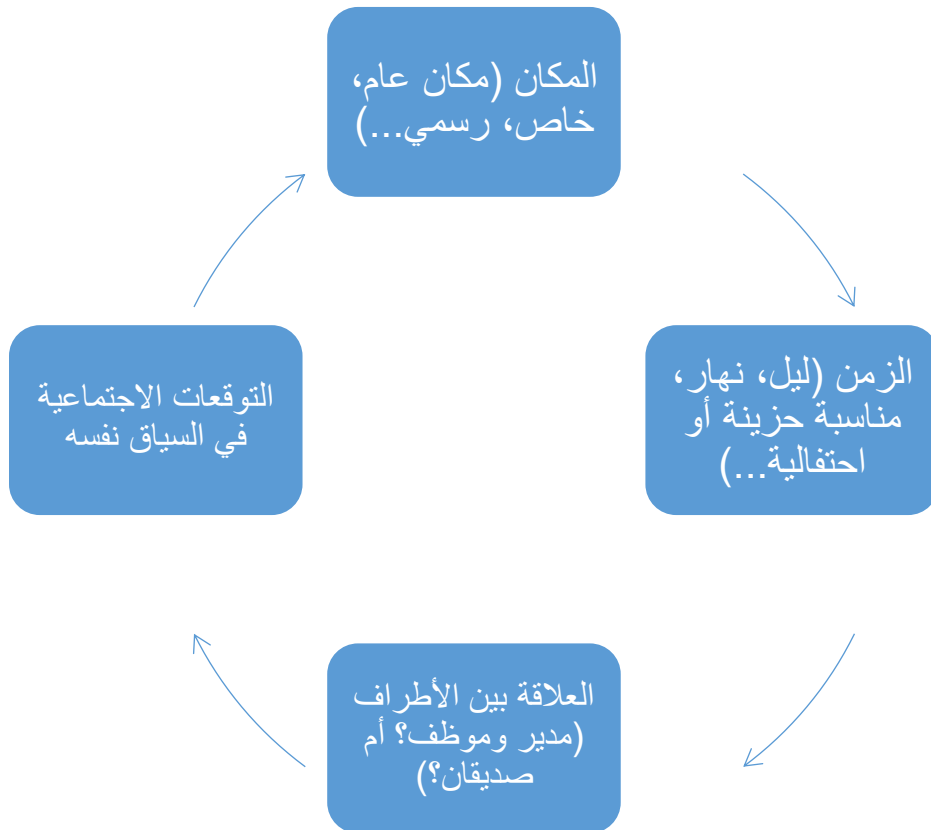 المكان (مكان عام،
خاص، رسمي...)
الزمن (ليل، نهار،
مناسبة حزينة أو
احتفالية...)
العلاقة بين الأطراف
(مدير وموظف؟ أم
صديقان؟)
التوقعات الاجتماعية
في السياق نفسه